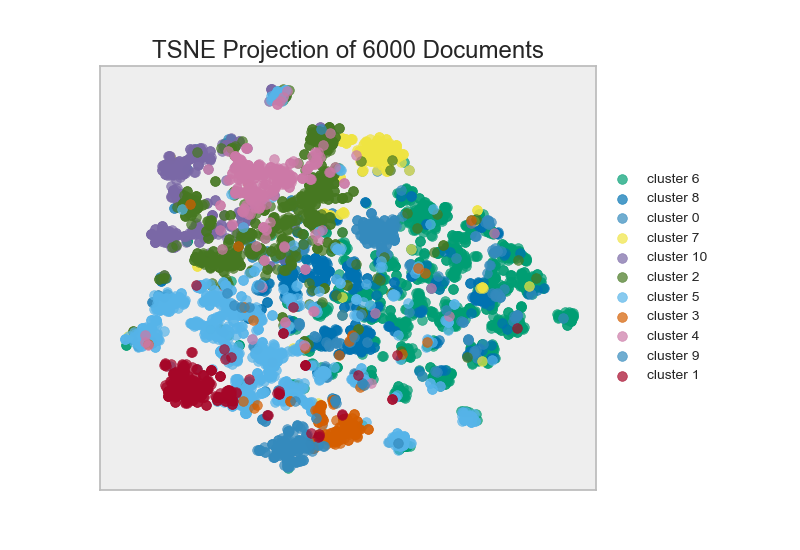 TSNE Projection of 6000 Documents
cluster 6
cluster 8
cluster 0
cluster 7
cluster 10
cluster 2
cluster 5
cluster 3
cluster 4
cluster 9
cluster 1